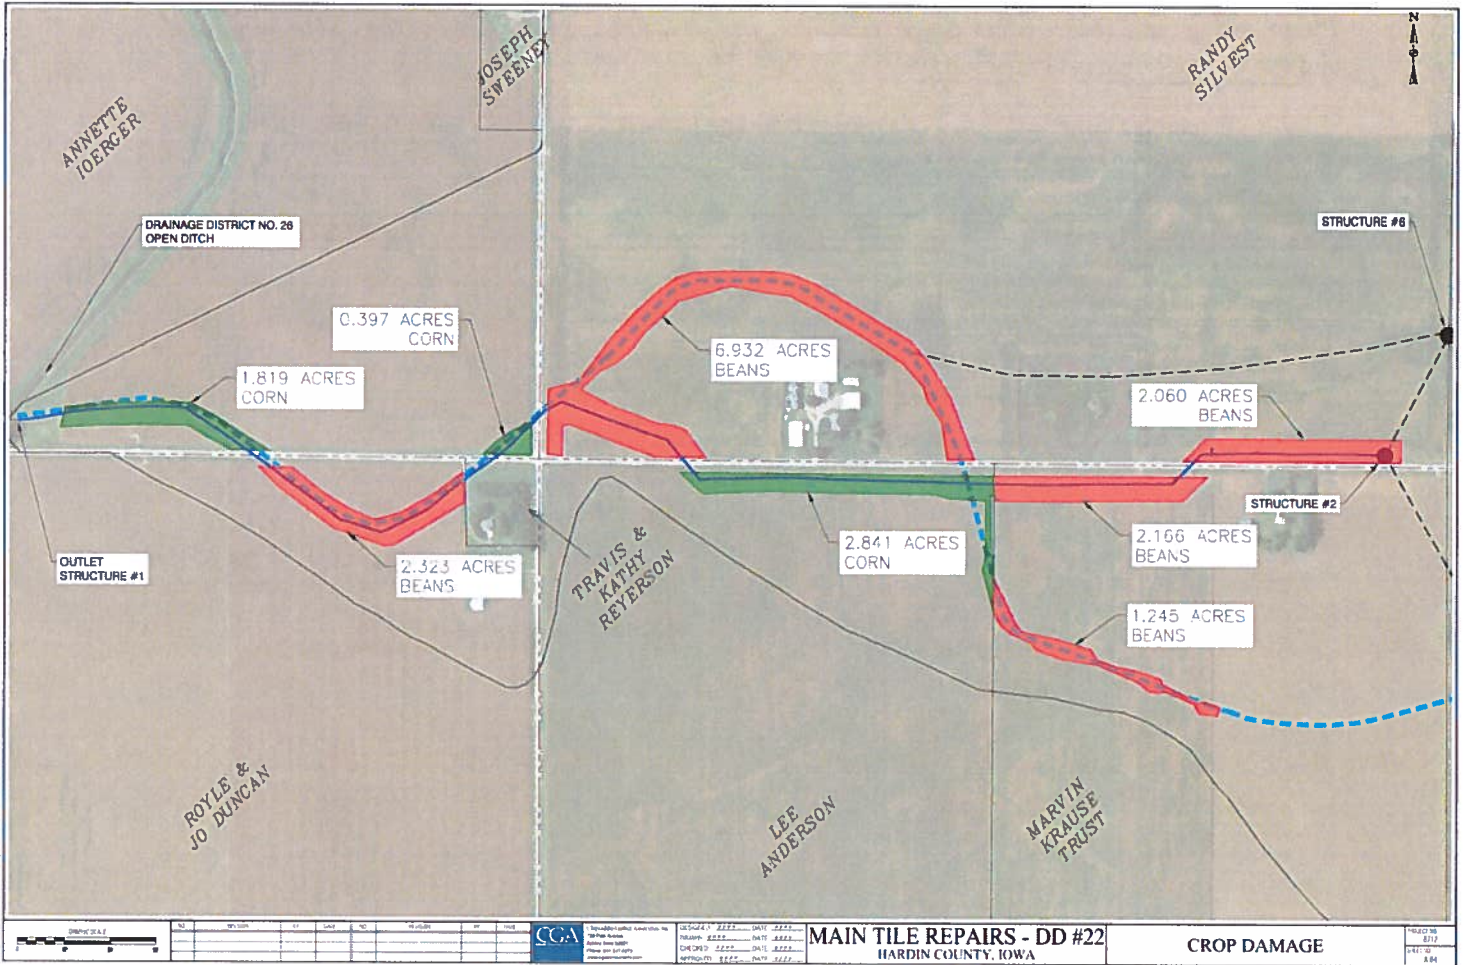 N
JOSEPH
SWEENEY
RANDY
SILVEST
ANNETTE
IOERGER
DRAINAGE DISTRICT NO. 26
OPEN DITCH
STRUCTURE #6
0.397 ACRES
CORN
6.932 ACRES
BEANS
1.819 ACRES
CORN
2.060 ACRES
BEANS
STRUCTURE #2
OUTLET
STRUCTURE #1
2.323 ACRES
BEANS
TRAVIS &
KATHY
REYERSON
2.841 ACRES
CORN
2.166 ACRES
BEANS
1.245 ACRES
BEANS
ROYLE &
JO DUNCAN
LEE
ANDERSON
MARVIN
KRAUSE
TRUST
GRAPHIC SCALE
CGA
MAIN TILE REPAIRS - DD #22
HARDIN COUNTY, IOWA
CROP DAMAGE